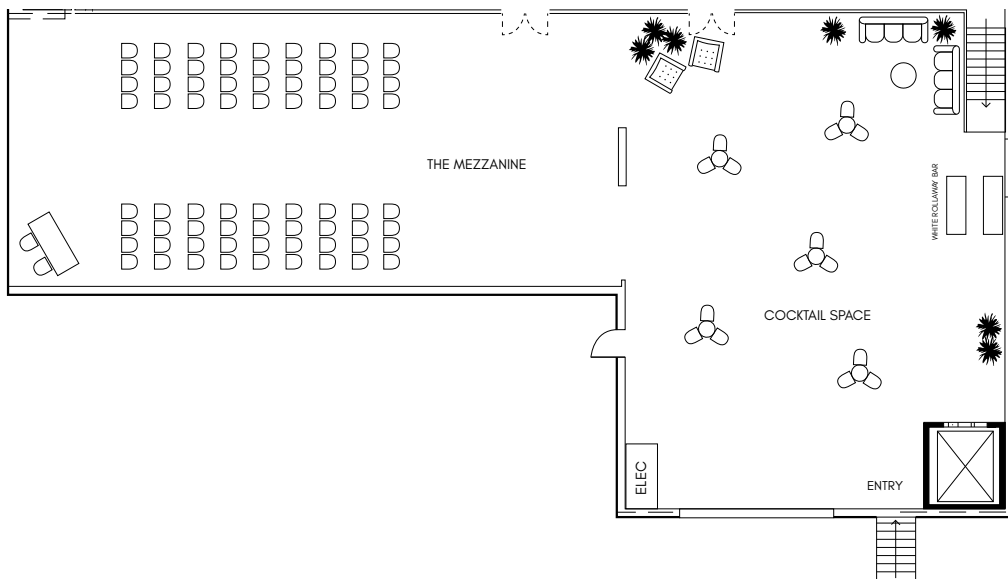 THE MEZZANINE
WHITE ROLLAWAY BAR
COCKTAIL SPACE
ELEC
ENTRY